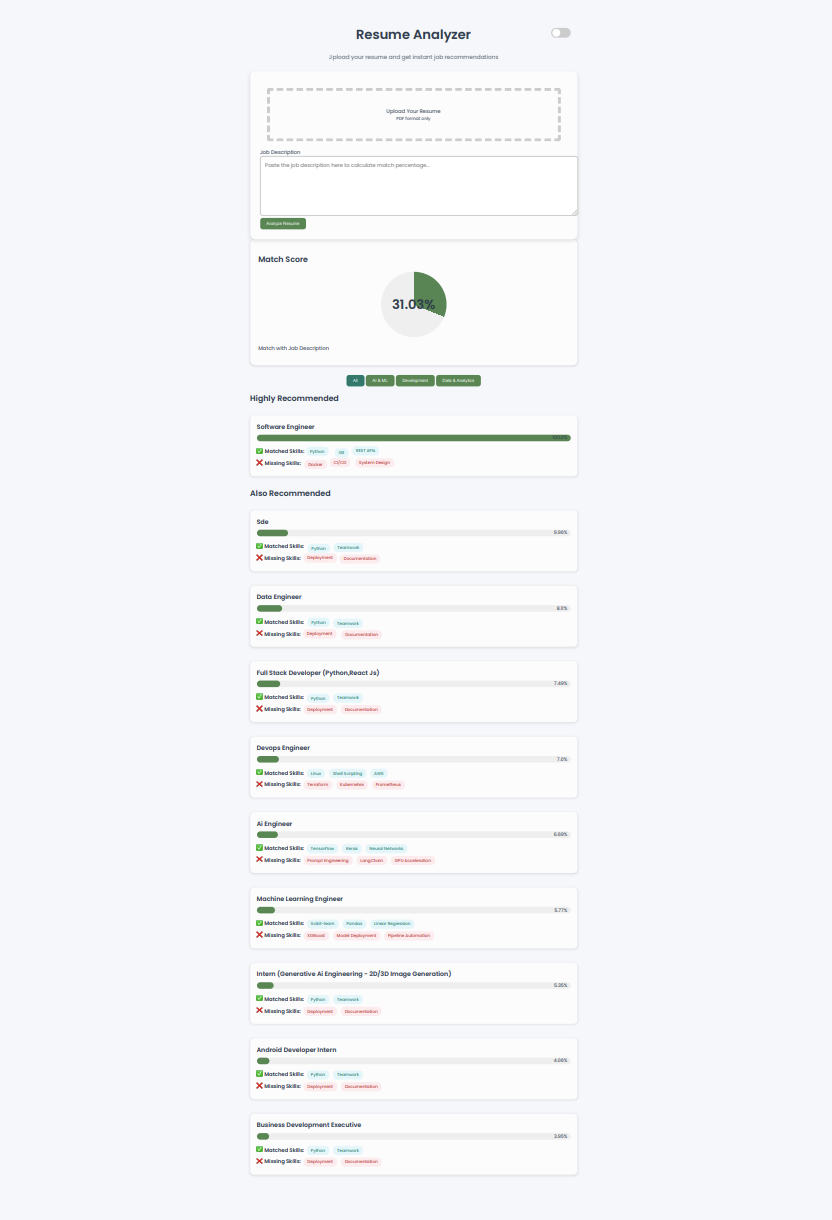 Resume Analyzer
Upload your resume and get instant job recommendations
Upload Your Resume
PDF format only
Job Description
Paste the job description here to calculate match percentage...
Analyze Resume
Match Score
31.03%
Match with Job Description
All AI & ML Development Data & Analytics
Highly Recommended
Software Engineer
✅ Matched Skills: Python Git REST APIs
❌ Missing Skills: Docker CI/CD System Design
Also Recommended
Sde
9.96%
✅ Matched Skills: Python Teamwork
❌ Missing Skills: Deployment Documentation
Data Engineer
8.0%
✅ Matched Skills: Python Teamwork
❌ Missing Skills: Deployment Documentation
Full Stack Developer (Python,React Js)
7.49%
✅ Matched Skills: Python Teamwork
❌ Missing Skills: Deployment Documentation
Devops Engineer
7.0%
✅ Matched Skills: Linux Shell Scripting AWS
❌ Missing Skills: Terraform Kubernetes Prometheus
Ai Engineer
6.69%
✅ Matched Skills: TensorFlow Keras Neural Networks
❌ Missing Skills: Prompt Engineering LangChain GPU Acceleration
Machine Learning Engineer
5.77%
✅ Matched Skills: Scikit-learn Pandas Linear Regression
❌ Missing Skills: XGBoost Model Deployment Pipeline Automation
Intern (Generative Ai Engineering - 2D/3D Image Generation)
5.35%
✅ Matched Skills: Python Teamwork
❌ Missing Skills: Deployment Documentation
Android Developer Intern
4.06%
✅ Matched Skills: Python Teamwork
❌ Missing Skills: Deployment Documentation
Business Development Executive
3.95%
✅ Matched Skills: Python Teamwork
❌ Missing Skills: Deployment Documentation